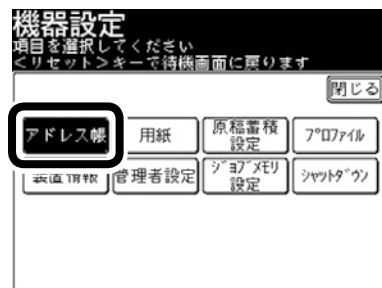 機器設定
項目を選択してください
<リセット>キーで待機画面に戻ります
閉じる
アドレス帳 用紙 原稿蓄積設定 プロファイル
装置情報 管理者設定 ジョブメモリ設定 シャットダウン